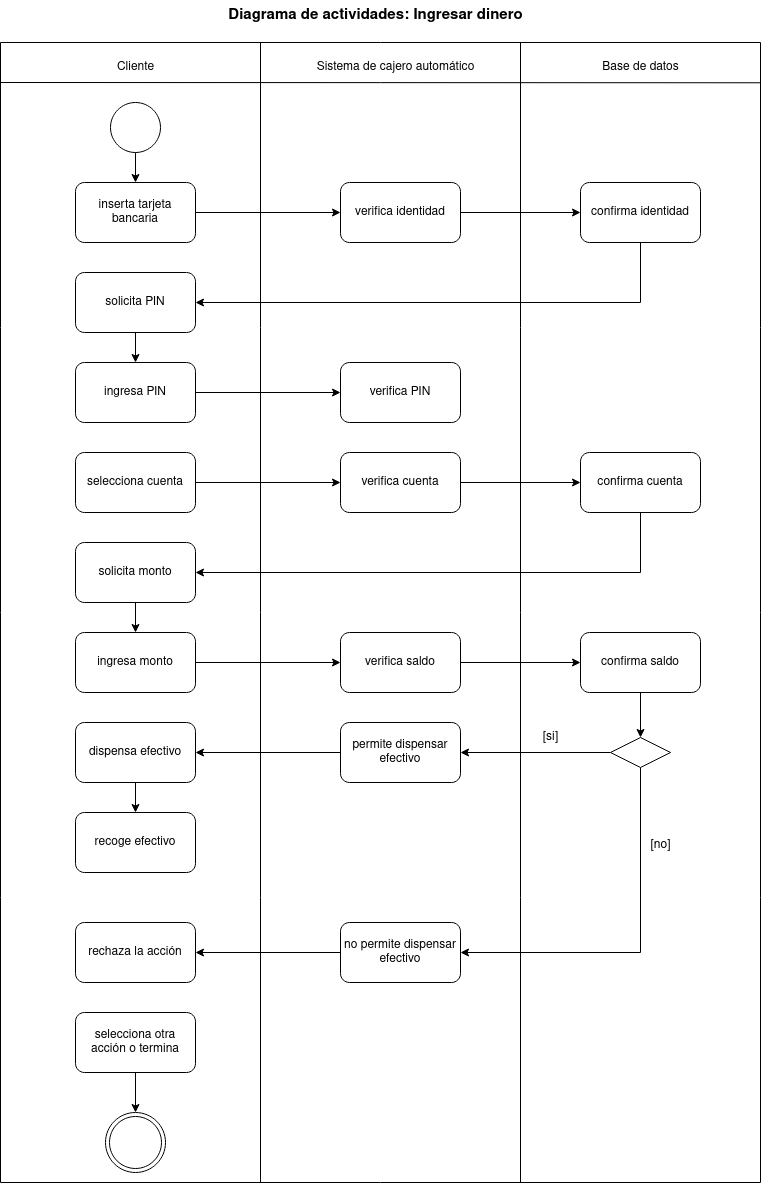 Diagrama de actividades: Ingresar dinero
Cliente
Sistema de cajero automático
Base de datos
inserta tarjeta
bancaria
verifica identidad
confirma identidad
solicita PIN
ingresa PIN
verifica PIN
selecciona cuenta
verifica cuenta
confirma cuenta
solicita monto
ingresa monto
verifica saldo
confirma saldo
dispensa efectivo
permite dispensar
efectivo
[si]
recoge efectivo
[no]
rechaza la acción
no permite dispensar
efectivo
selecciona otra
acción o termina